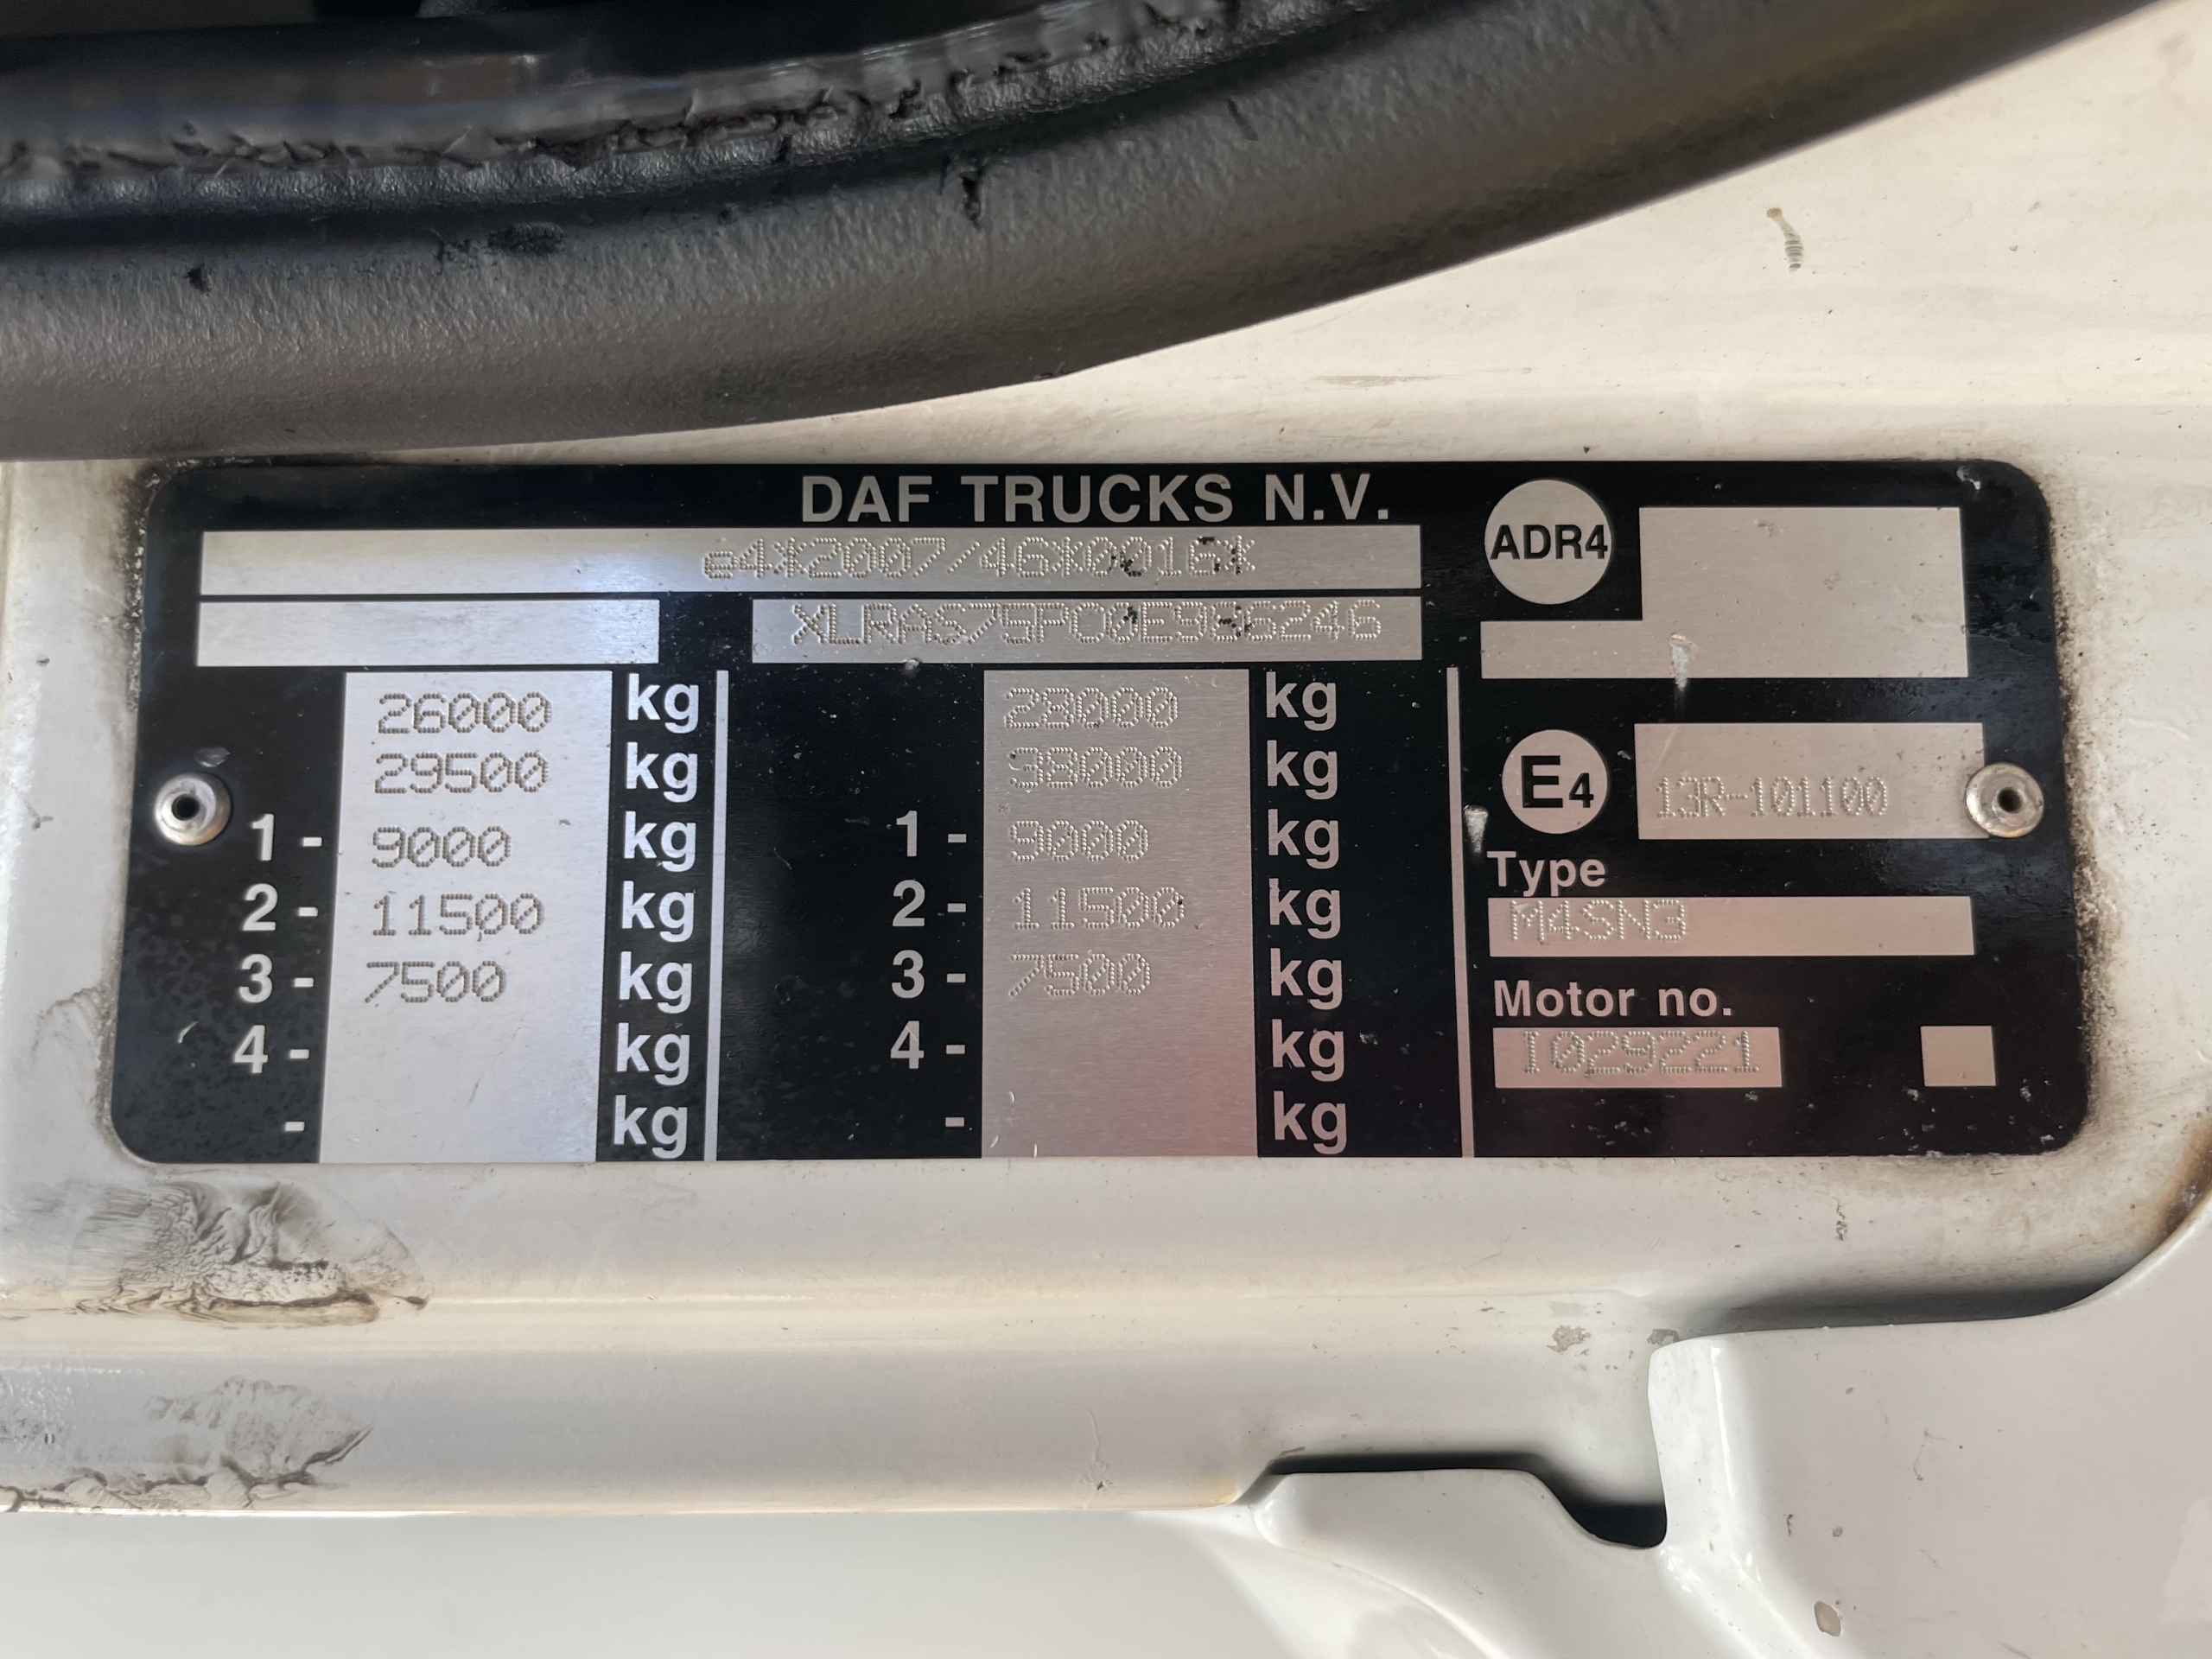 DAF TRUCKS N.V.
e4*2007/46*0016*
XLRAS75PC0E986246
26000 kg
29500 kg
1 - 9000 kg
2 - 11500 kg
3 - 7500 kg
4 - kg
- kg
28000 kg
38000 kg
1 - 9000 kg
2 - 11500 kg
3 - 7500 kg
4 - kg
- kg
ADR4
E4 13R-101100
Type
M4SN3
Motor no.
I029221